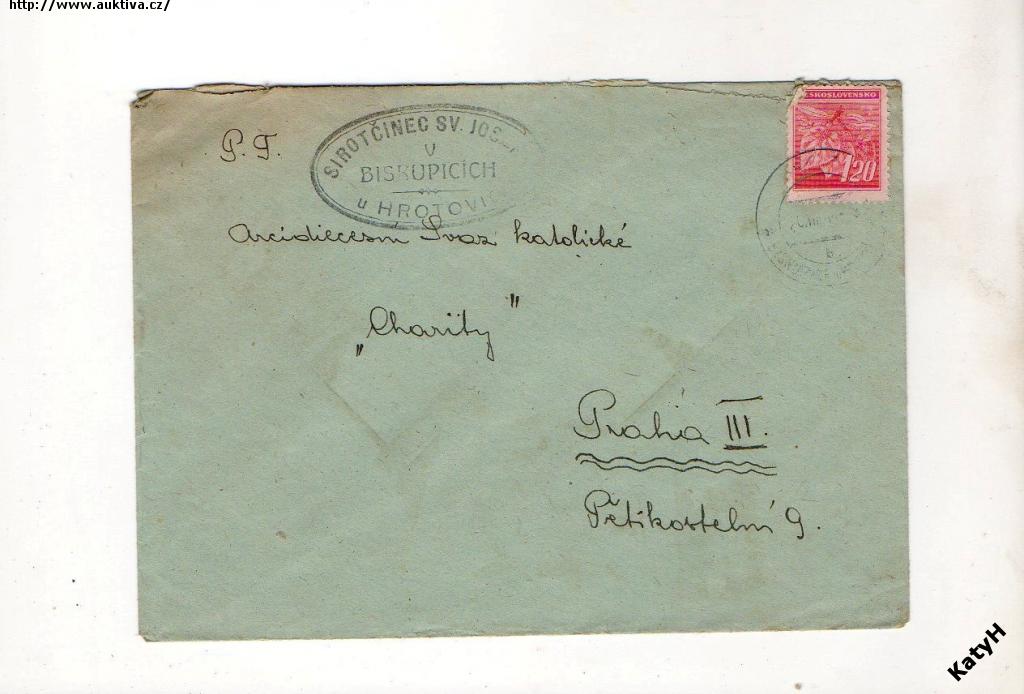 http://www.auktiva.cz/
P. T.
SIROTČINEC SV. JOS
V
BISKUPICÍCH
u HROTOVI
ČESKOSLOVENSKO
1.20
Arcidiecesní Svaz katolické
„Charity"
Praha III.
Pětikostelní 9.
KatyH